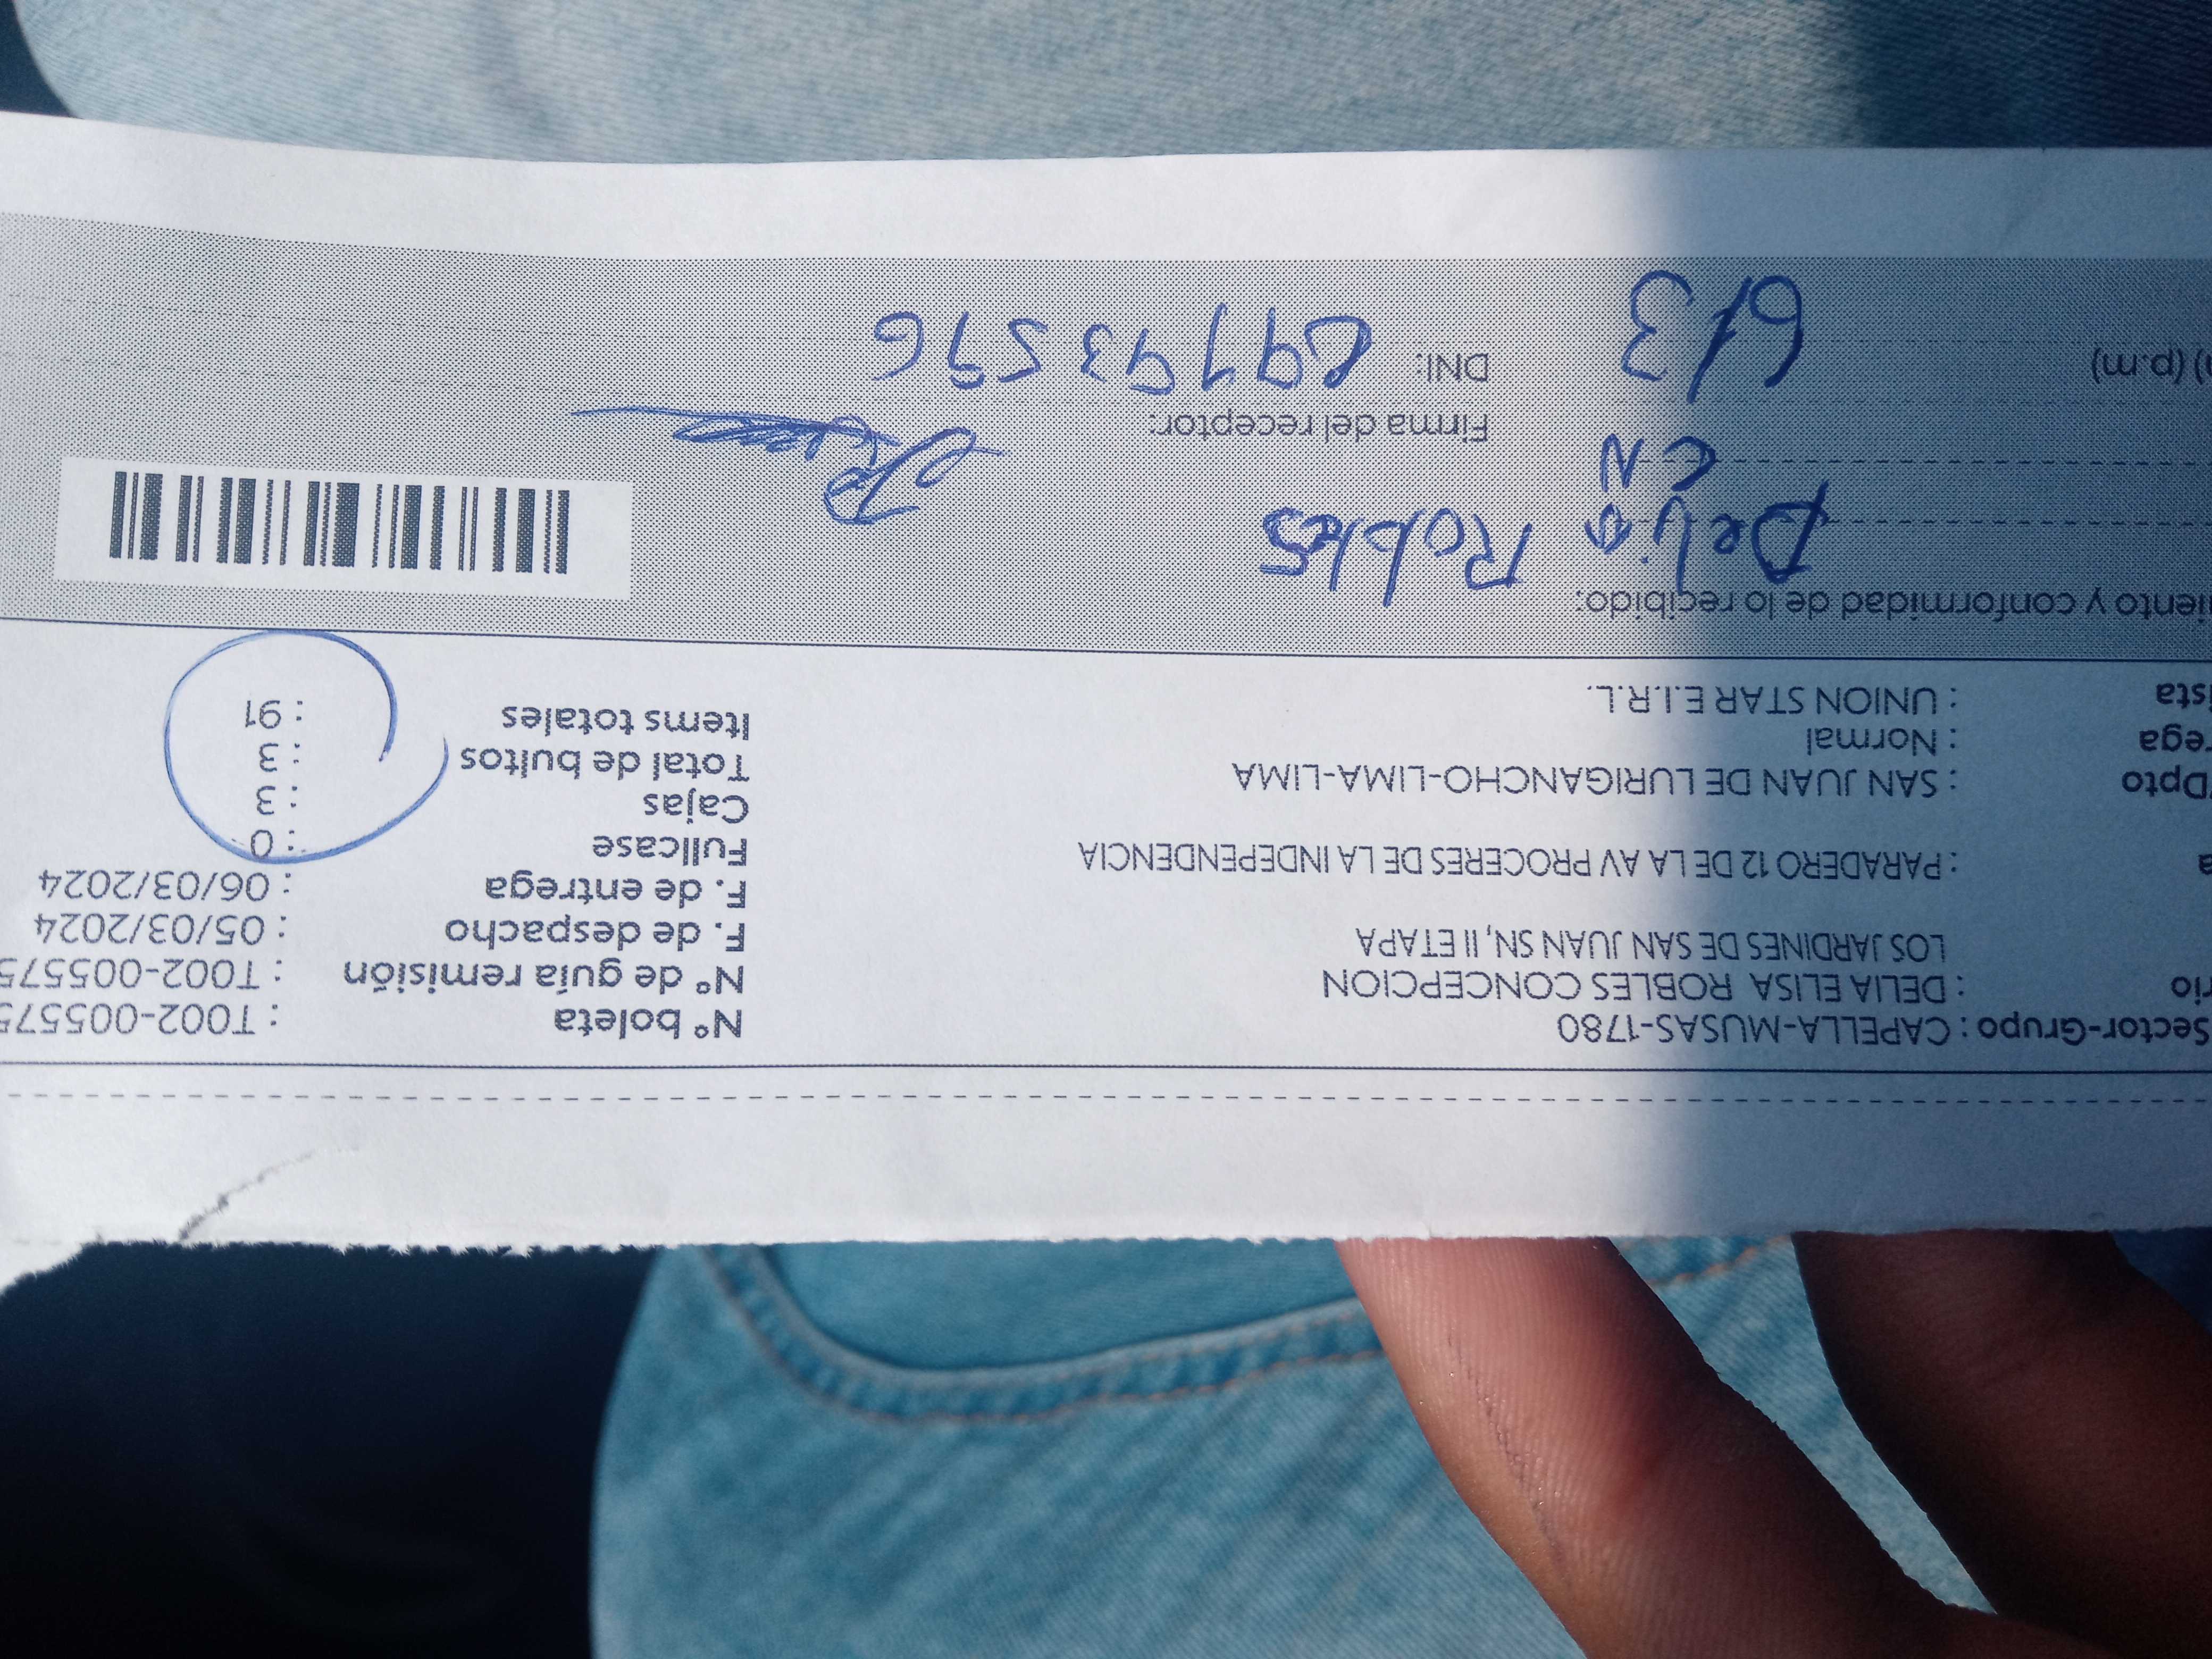 Sector-Grupo : CAPELLA-MUSAS-1780
rio : DELIA ELISA ROBLES CONCEPCION
LOS JARDINES DE SAN JUAN SN, II ETAPA
a : PARADERO 12 DE LA AV PROCERES DE LA INDEPENDENCIA
Dpto : SAN JUAN DE LURIGANCHO-LIMA-LIMA
rega : Normal
ista : UNION STAR E.I.R.L.
N° boleta : T002-005575
N° de guía remisión : T002-005575
F. de despacho : 05/03/2024
F. de entrega : 06/03/2024
Fullcase : 0
Cajas : 3
Total de bultos : 3
Items totales : 91
iento y conformidad de lo recibido:
Delia Robles
CN
Firma del receptor:
) (p.m) 6/3
DNI: